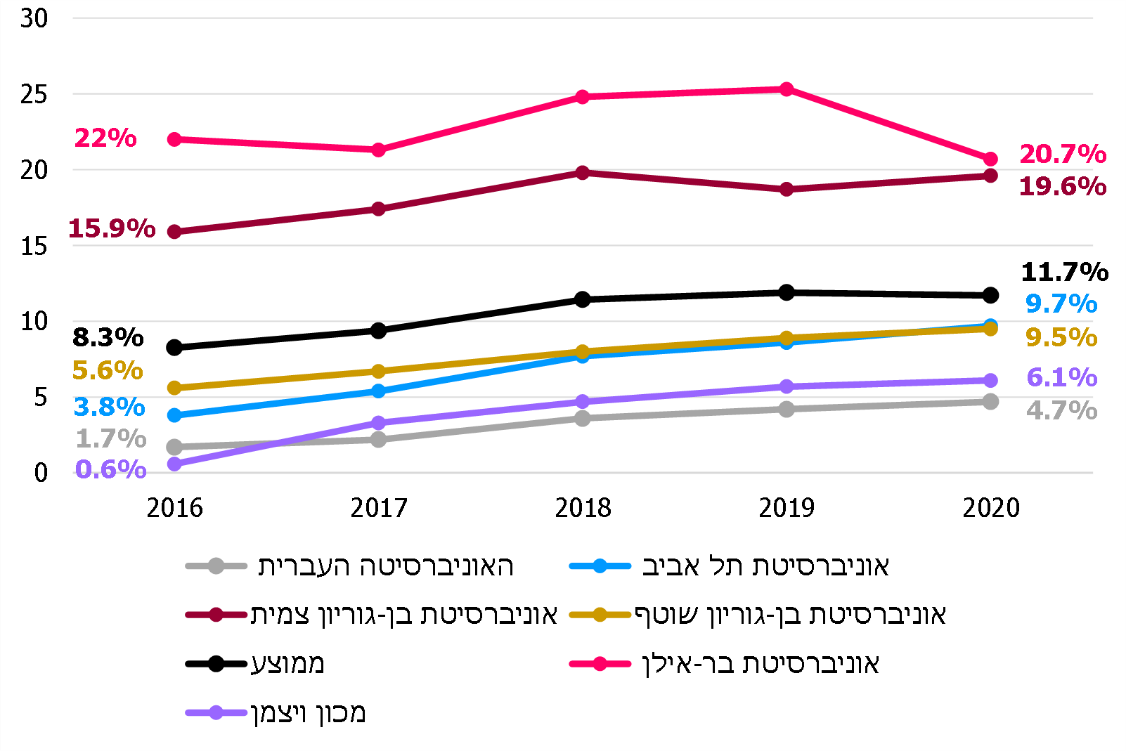 30
25
20
15
10
5
0
22%
15.9%
8.3%
5.6%
3.8%
1.7%
0.6%
20.7%
19.6%
11.7%
9.7%
9.5%
6.1%
4.7%
2016 2017 2018 2019 2020
האוניברסיטה העברית
אוניברסיטת תל אביב
אוניברסיטת בן-גוריון צמית
אוניברסיטת בן-גוריון שוטף
ממוצע
אוניברסיטת בר-אילן
מכון ויצמן